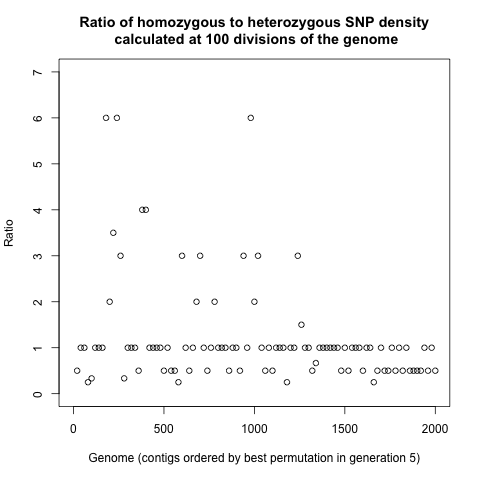 Ratio of homozygous to heterozygous SNP density
calculated at 100 divisions of the genome
Ratio
7
6
5
4
3
2
1
0
0 500 1000 1500 2000
Genome (contigs ordered by best permutation in generation 5)